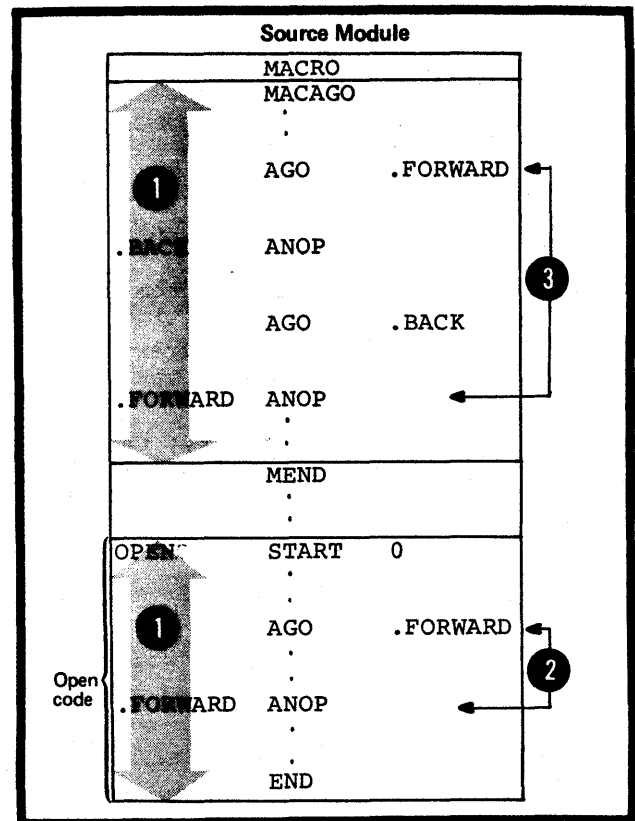 Source Module
MACRO
MACAGO
.
.
AGO .FORWARD
1
.BACK ANOP
3
AGO .BACK
.FORWARD ANOP
.
.
MEND
.
.
OPEN START 0
.
.
1 AGO .FORWARD
.
2
Open
code
.FORWARD ANOP
.
.
END